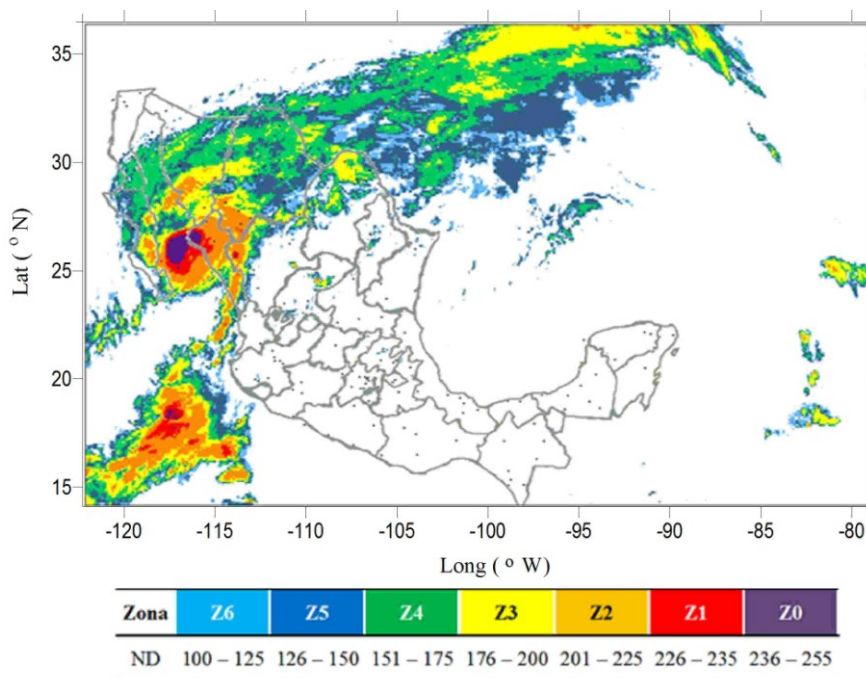 35
30
25
20
15
Lat ( ° N)
-120 -115 -110 -105 -100 -95 -90 -85 -80
Long ( ° W)
Zona Z6 Z5 Z4 Z3 Z2 Z1 Z0
ND 100 – 125 126 – 150 151 – 175 176 – 200 201 – 225 226 – 235 236 – 255